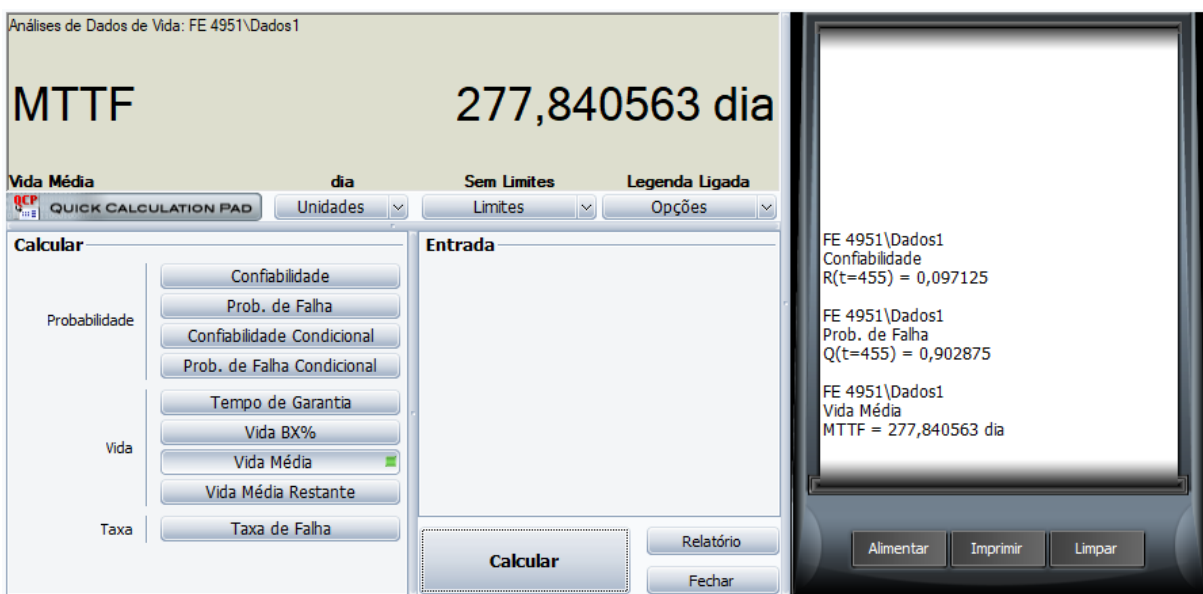 Análises de Dados de Vida: FE 4951\Dados1
MTTF 277,840563 dia
Vida Média dia Sem Limites Legenda Ligada
QCP QUICK CALCULATION PAD Unidades Limites Opções
Calcular
Probabilidade
Confiabilidade
Prob. de Falha
Confiabilidade Condicional
Prob. de Falha Condicional
Vida
Tempo de Garantia
Vida BX%
Vida Média
Vida Média Restante
Taxa
Taxa de Falha
Entrada
Calcular
Relatório
Fechar
FE 4951\Dados1
Confiabilidade
R(t=455) = 0,097125
FE 4951\Dados1
Prob. de Falha
Q(t=455) = 0,902875
FE 4951\Dados1
Vida Média
MTTF = 277,840563 dia
Alimentar Imprimir Limpar